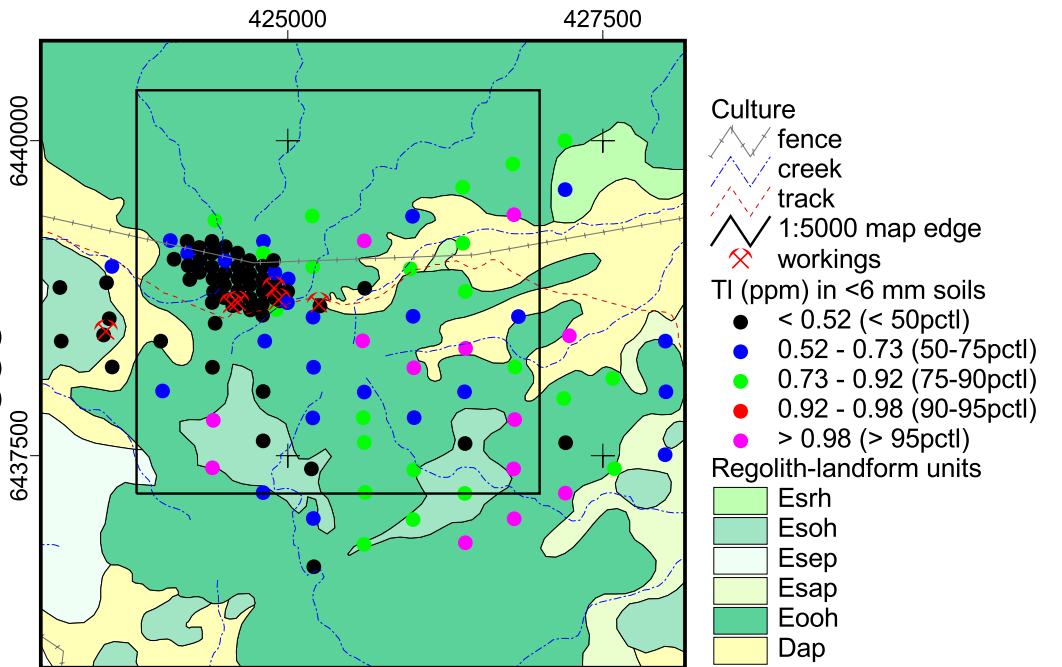 425000 427500
6440000
6437500
Culture
fence
creek
track
1:5000 map edge
workings
Tl (ppm) in <6 mm soils
< 0.52 (< 50pctl)
0.52 - 0.73 (50-75pctl)
0.73 - 0.92 (75-90pctl)
0.92 - 0.98 (90-95pctl)
> 0.98 (> 95pctl)
Regolith-landform units
Esrh
Esoh
Esep
Esap
Eooh
Dap